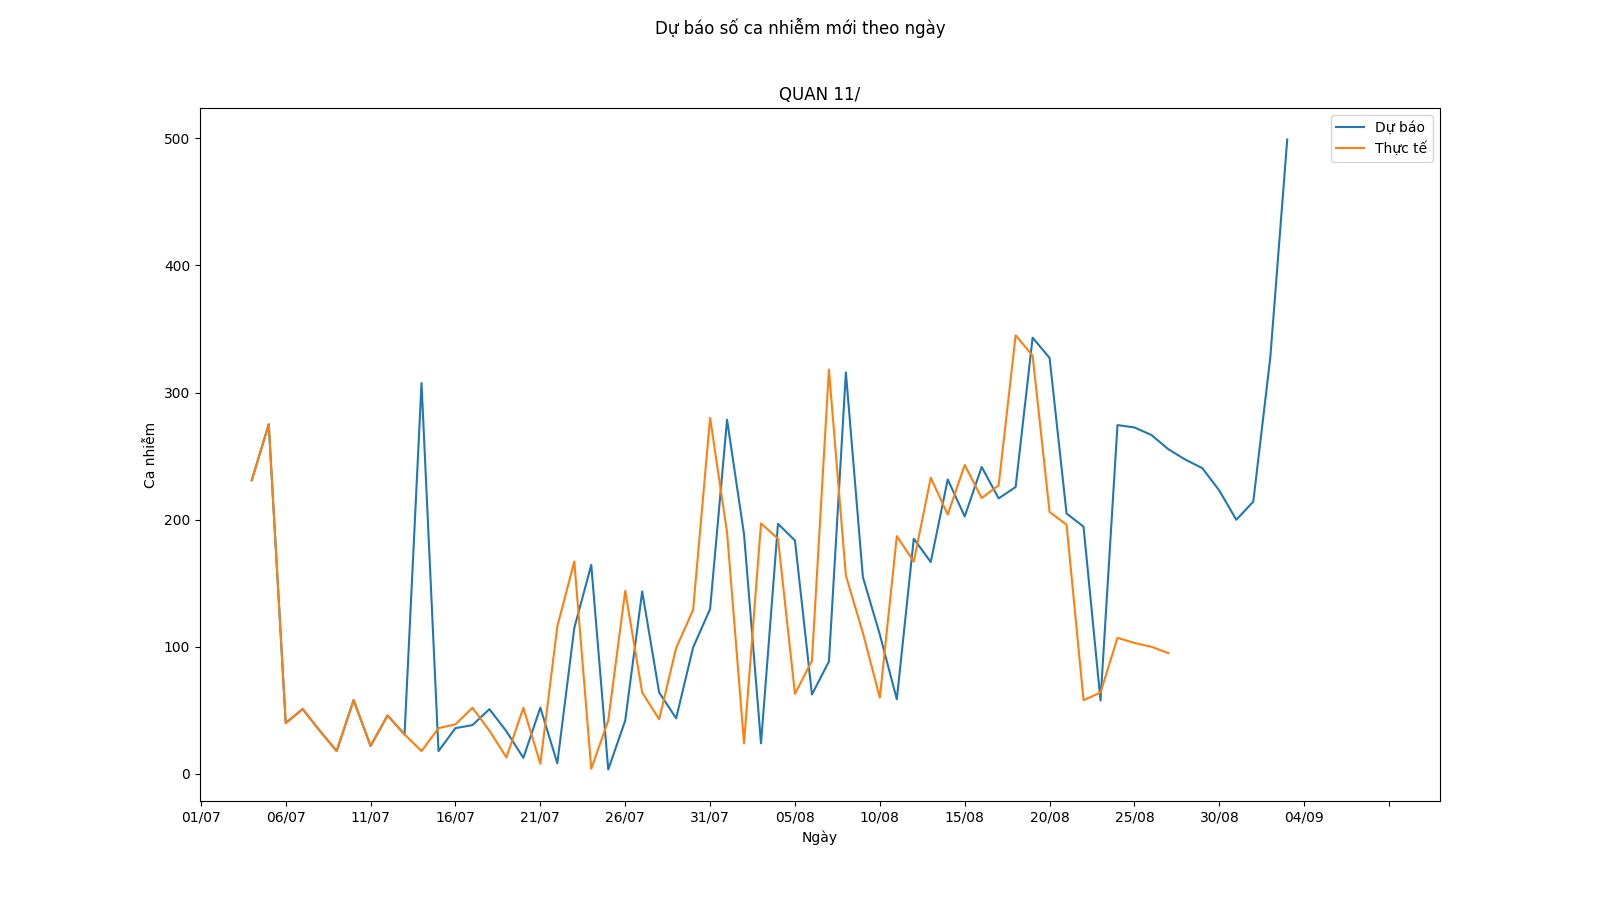 Dự báo số ca nhiễm mới theo ngày
QUAN 11/
Dự báo
Thực tế
Ca nhiễm
500
400
300
200
100
0
01/07 06/07 11/07 16/07 21/07 26/07 31/07 05/08 10/08 15/08 20/08 25/08 30/08 04/09
Ngày